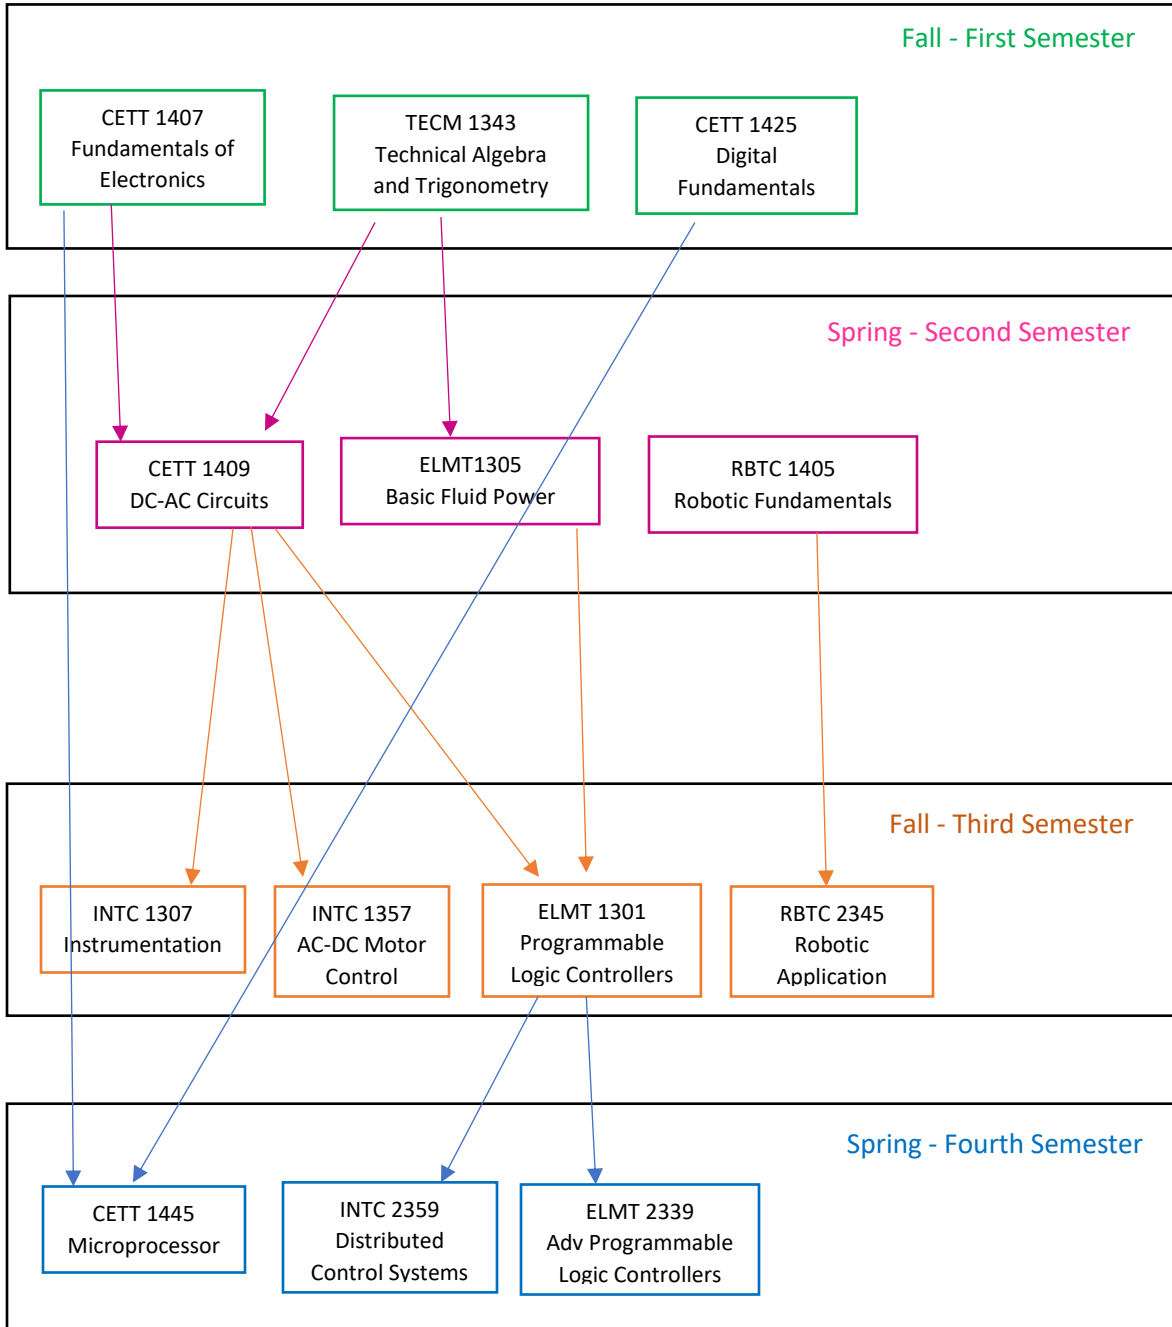 Fall - First Semester
CETT 1407
Fundamentals of
Electronics
TECM 1343
Technical Algebra
and Trigonometry
CETT 1425
Digital
Fundamentals
Spring - Second Semester
CETT 1409
DC-AC Circuits
ELMT1305
Basic Fluid Power
RBTC 1405
Robotic Fundamentals
Fall - Third Semester
INTC 1307
Instrumentation
INTC 1357
AC-DC Motor
Control
ELMT 1301
Programmable
Logic Controllers
RBTC 2345
Robotic
Application
Spring - Fourth Semester
CETT 1445
Microprocessor
INTC 2359
Distributed
Control Systems
ELMT 2339
Adv Programmable
Logic Controllers